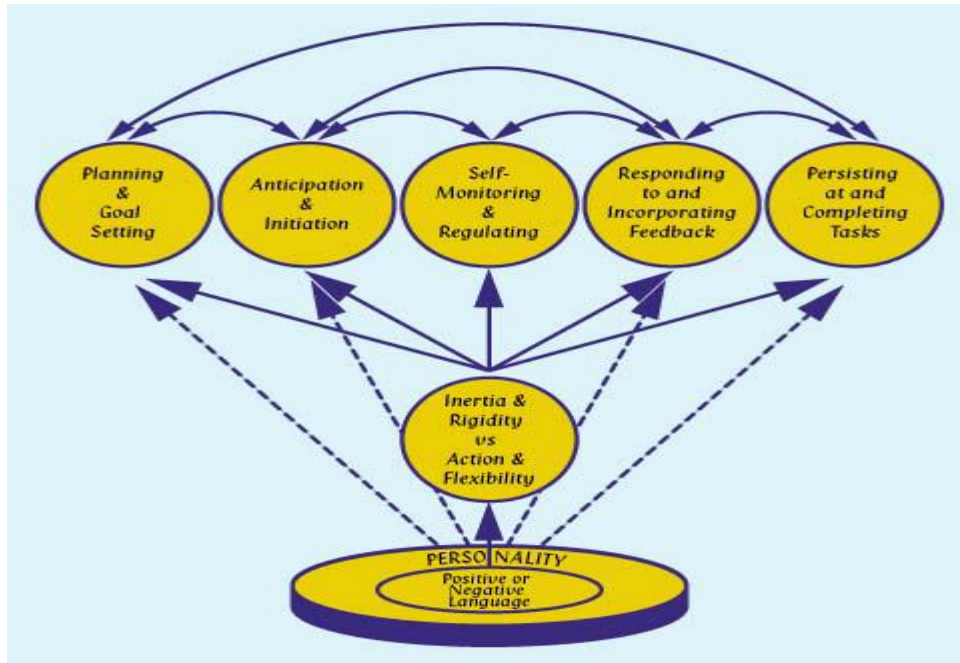 Planning
&
Goal
Setting
Anticipation
&
Initiation
Self-
Monitoring
&
Regulating
Responding
to and
Incorporating
Feedback
Persisting
at and
Completing
Tasks
Inertia &
Rigidity
vs
Action &
Flexibility
PERSONALITY
Positive or
Negative
Language